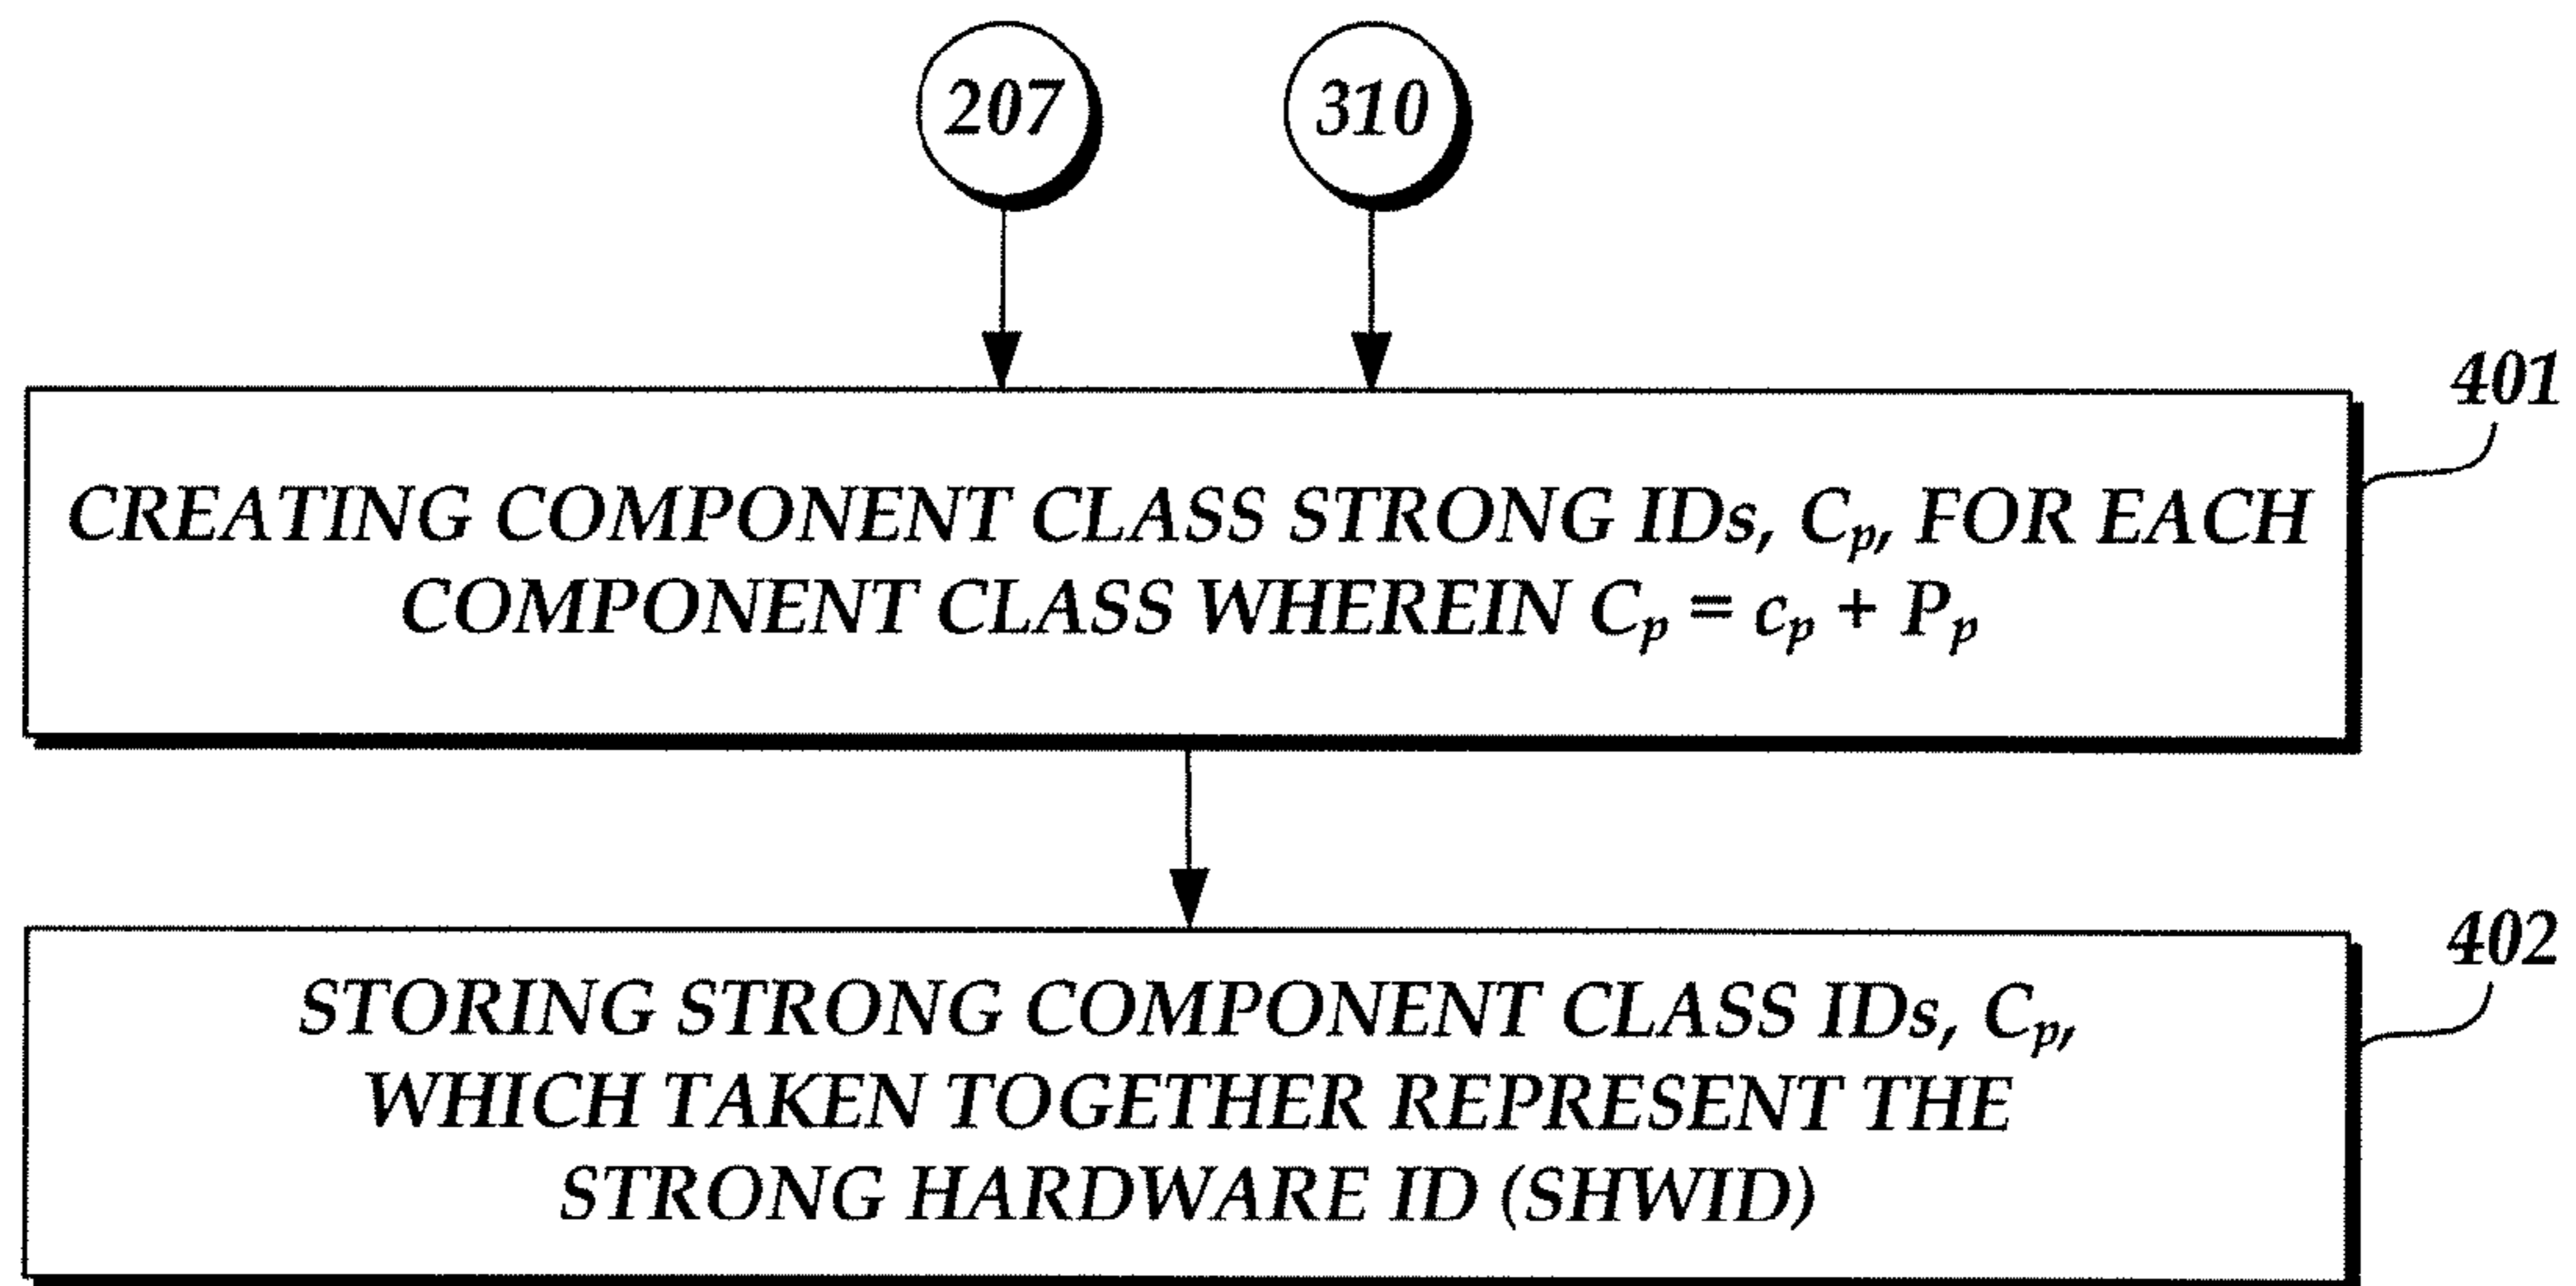 207
310
401
CREATING COMPONENT CLASS STRONG IDs, Cp, FOR EACH
COMPONENT CLASS WHEREIN Cp = cp + Pp
402
STORING STRONG COMPONENT CLASS IDs, Cp,
WHICH TAKEN TOGETHER REPRESENT THE
STRONG HARDWARE ID (SHWID)